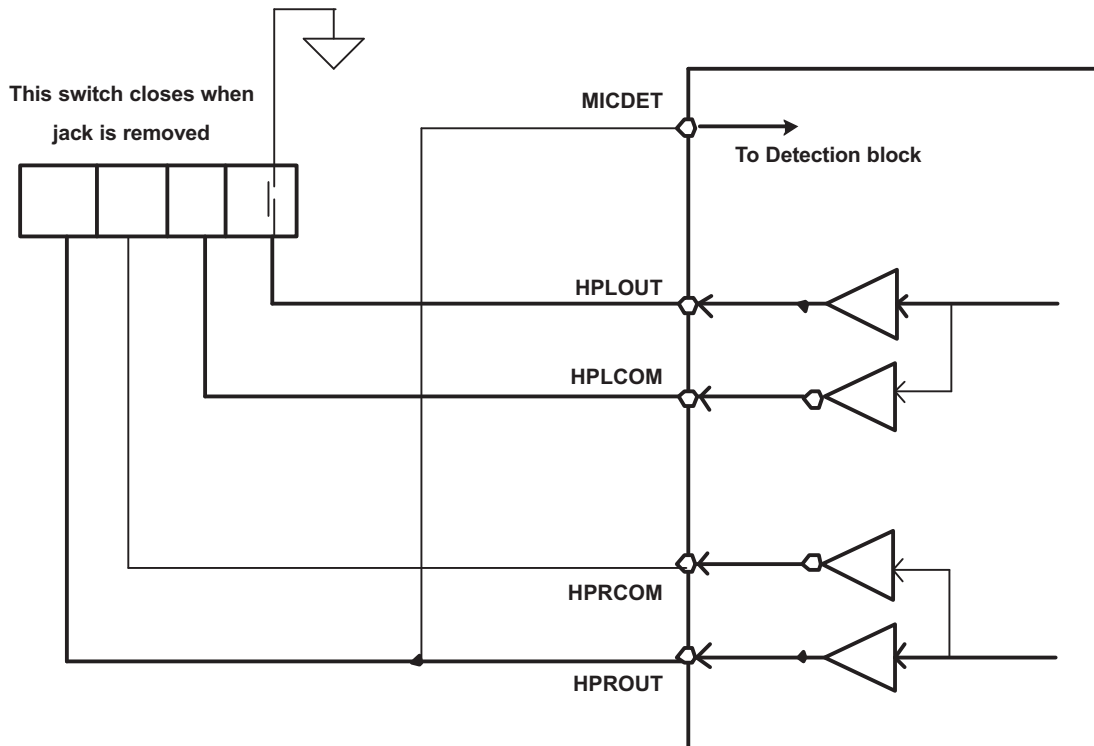 This switch closes when
jack is removed
MICDET
To Detection block
HPLOUT
HPLCOM
HPRCOM
HPROUT